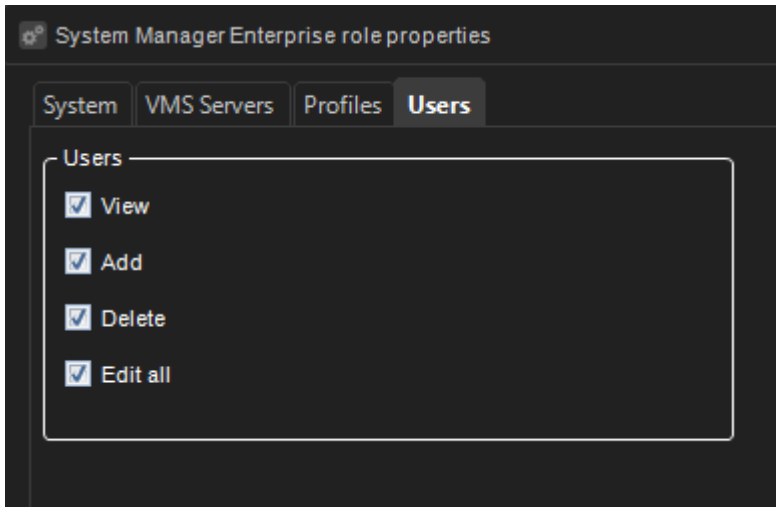 System Manager Enterprise role properties
System VMS Servers Profiles Users
Users
View
Add
Delete
Edit all